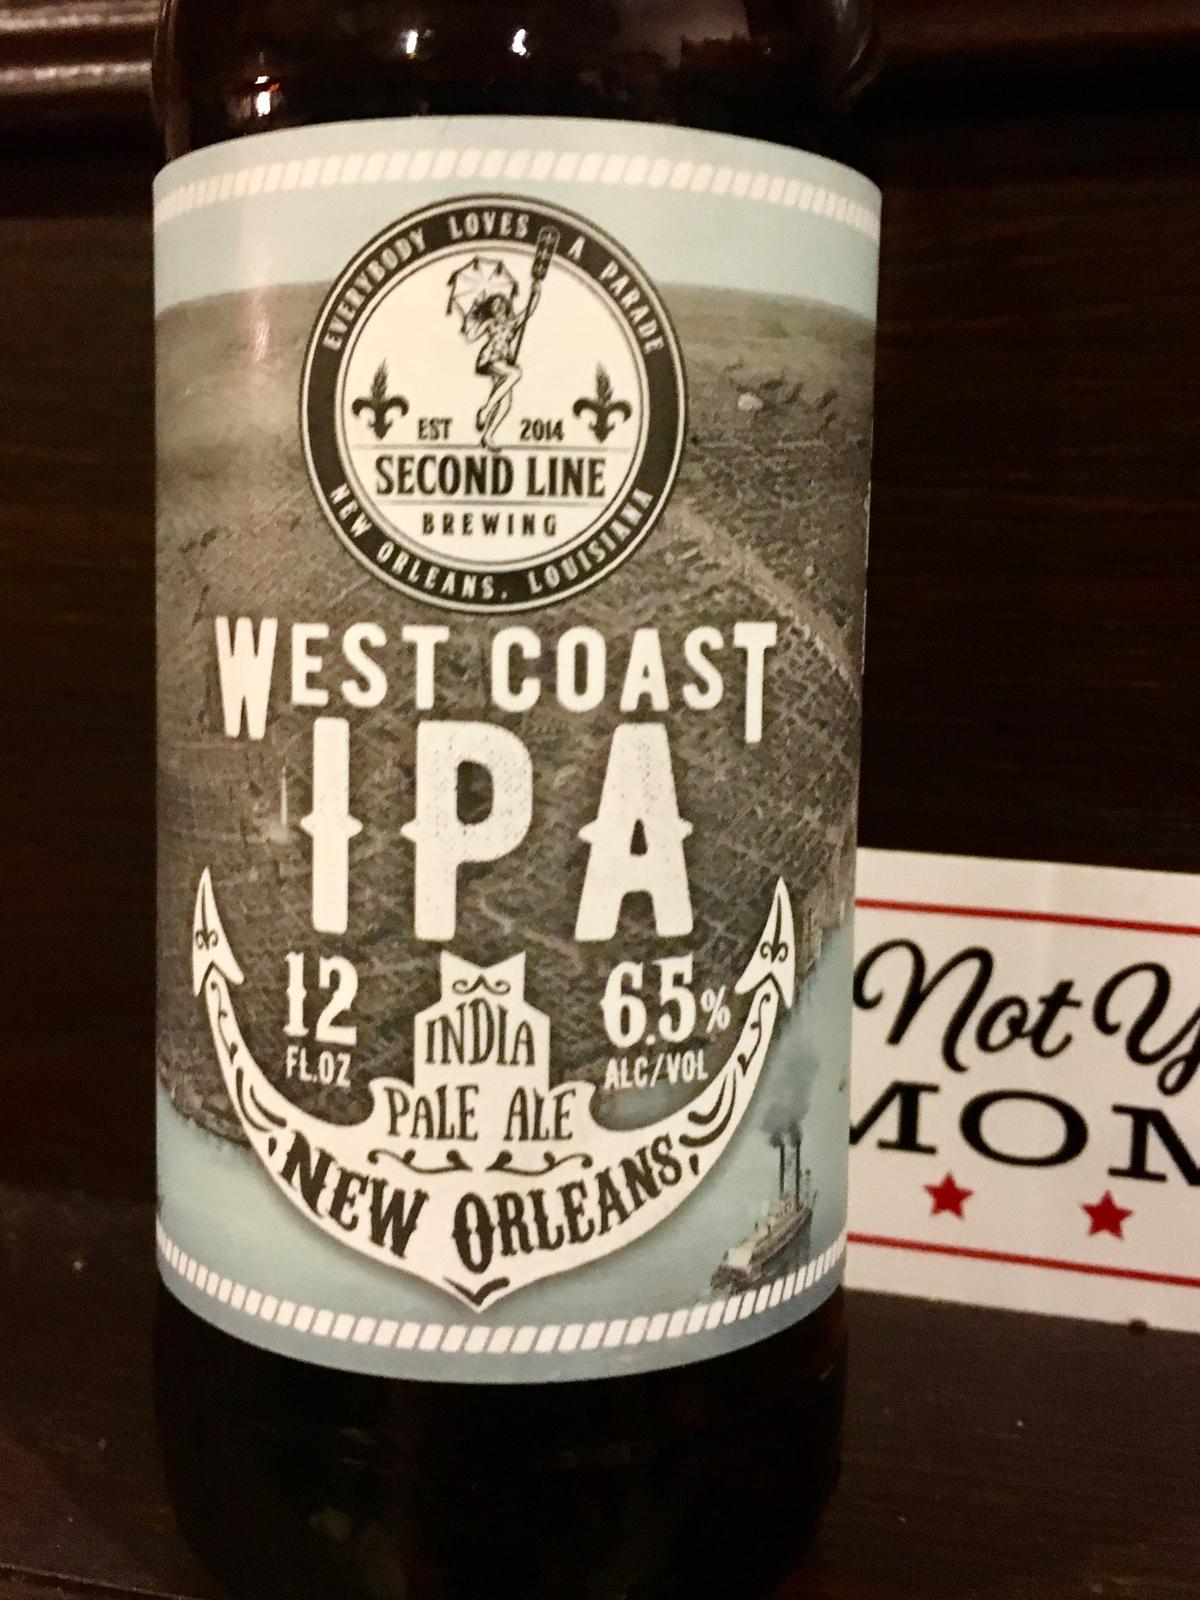 EVERYBODY LOVES A PARADE
EST 2014
SECOND LINE
BREWING
NEW ORLEANS, LOUISIANA
WEST COAST
IPA
12
FL.OZ
INDIA
PALE ALE
6.5%
ALC/VOL
NEW ORLEANS,
Not